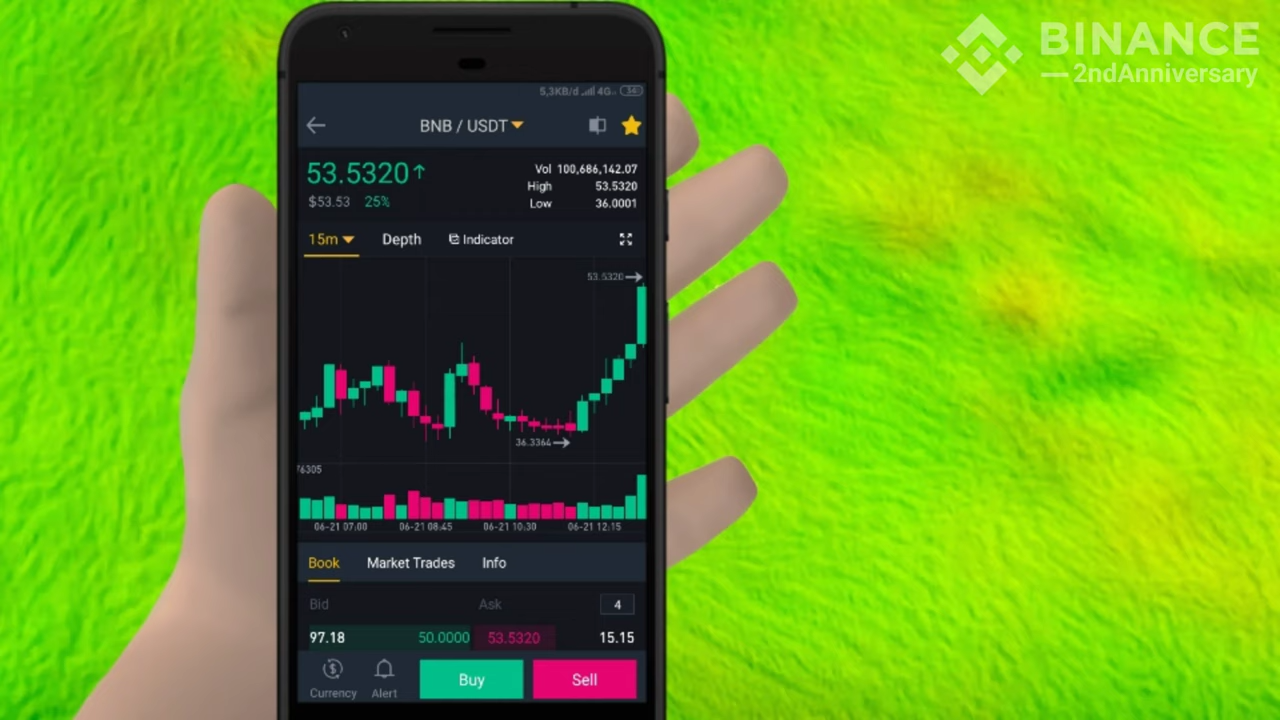 BINANCE
2ndAnniversary
5,3KB/d 4G 34
BNB / USDT
53.5320↑
$53.53 25%
Vol 100,686,142.07
High 53.5320
Low 36.0001
15m Depth Indicator
53.5320→
36.3364→
76305
06-21 07:00 06-21 08:45 06-21 10:30 06-21 12:15
Book Market Trades Info
Bid Ask 4
97.18 50.0000 53.5320 15.15
Currency Alert Buy Sell